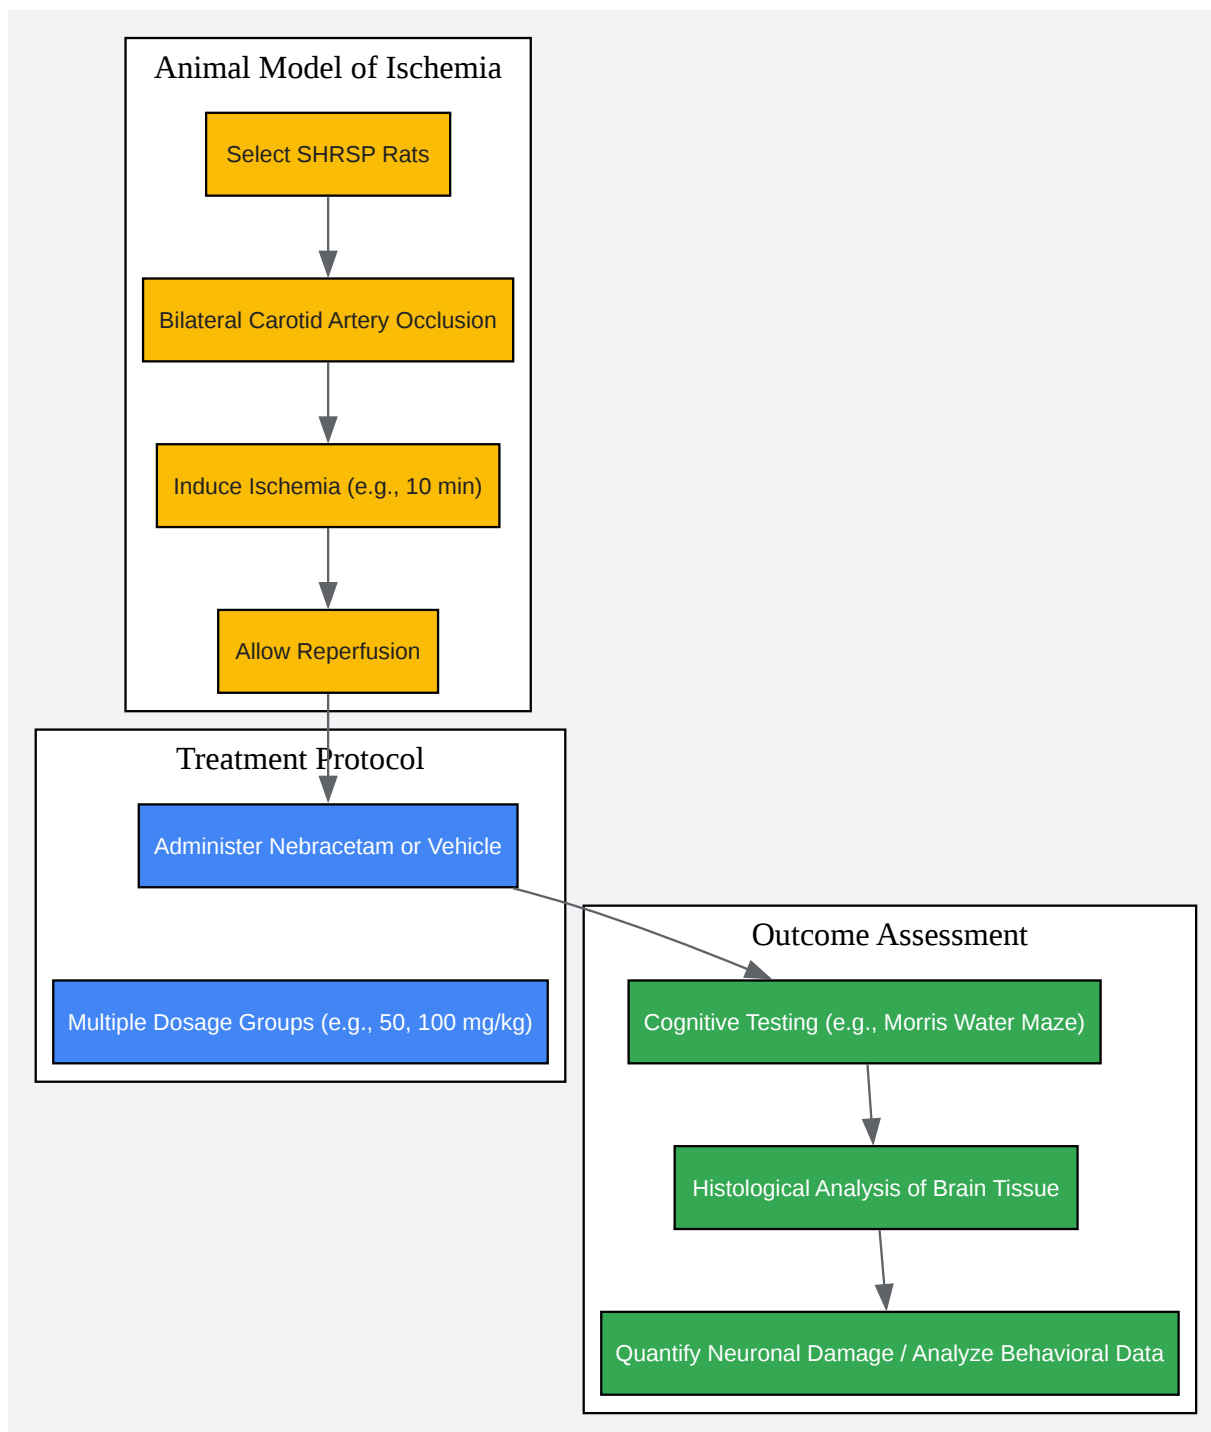 Animal Model of Ischemia
Select SHRSP Rats
Bilateral Carotid Artery Occlusion
Induce Ischemia (e.g., 10 min)
Allow Reperfusion
Treatment Protocol
Administer Nebracetam or Vehicle
Multiple Dosage Groups (e.g., 50, 100 mg/kg)
Outcome Assessment
Cognitive Testing (e.g., Morris Water Maze)
Histological Analysis of Brain Tissue
Quantify Neuronal Damage / Analyze Behavioral Data